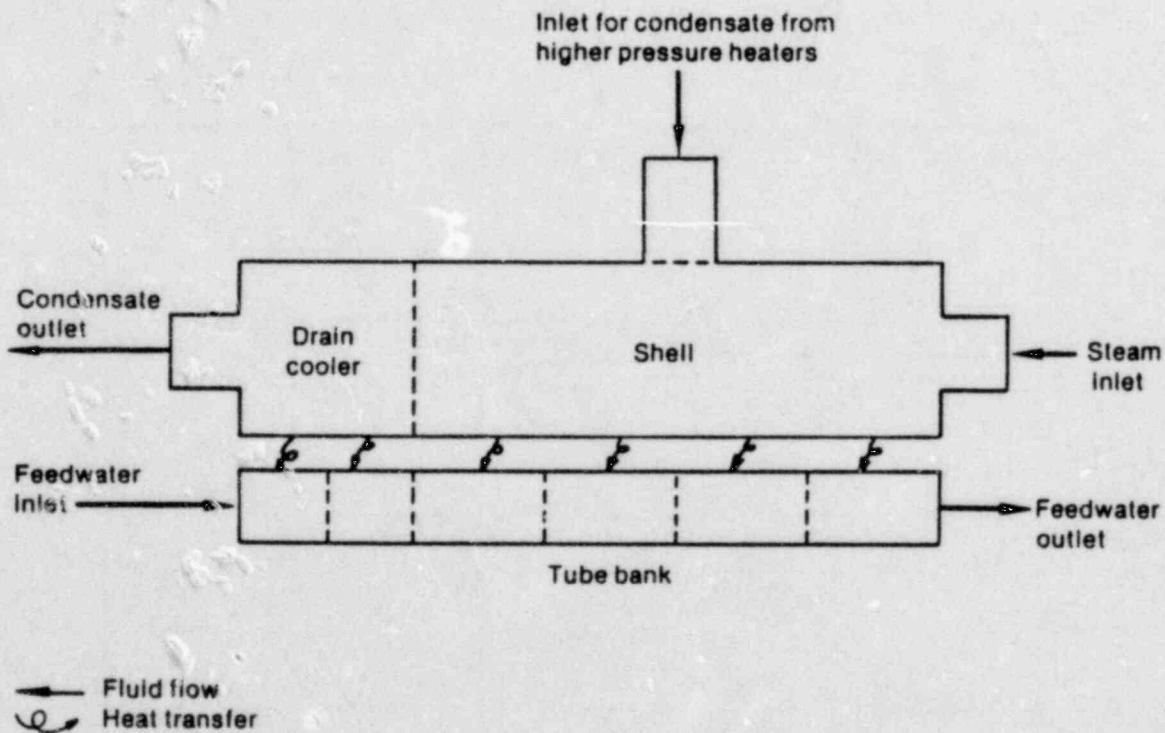 Inlet for condensate from
higher pressure heaters
Condensate
outlet
Drain
cooler
Shell
Steam
inlet
Feedwater
Inlet
Feedwater
outlet
Tube bank
Fluid flow
Heat transfer